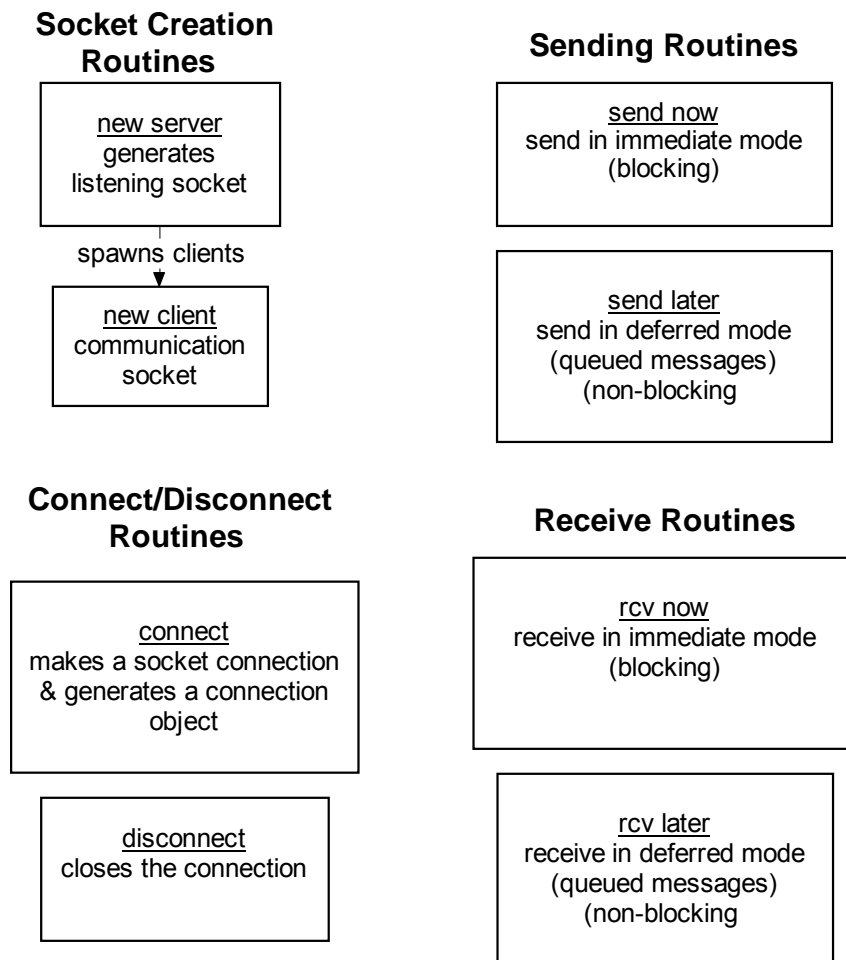 Socket Creation
Routines
new server
generates
listening socket
spawns clients
new client
communication
socket
Sending Routines
send now
send in immediate mode
(blocking)
send later
send in deferred mode
(queued messages)
(non-blocking
Connect/Disconnect
Routines
connect
makes a socket connection
& generates a connection
object
disconnect
closes the connection
Receive Routines
rcv now
receive in immediate mode
(blocking)
rcv later
receive in deferred mode
(queued messages)
(non-blocking